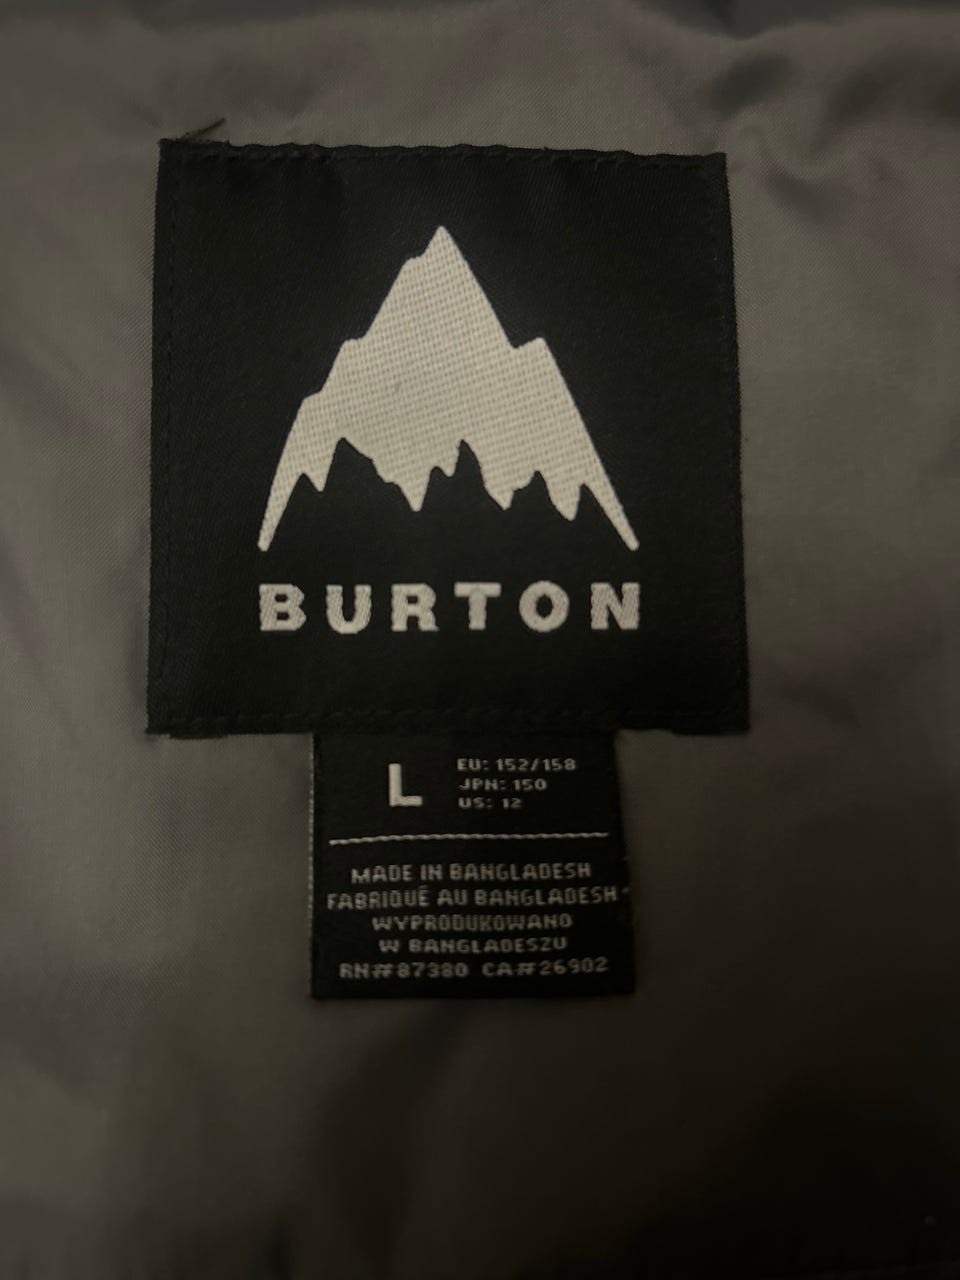 BURTON
L
EU: 152/158
JPN: 150
US: 12
MADE IN BANGLADESH
FABRIQUÉ AU BANGLADESH
WYPRODUKOWANO
W BANGLADESZU
RN#87380 CA#26902